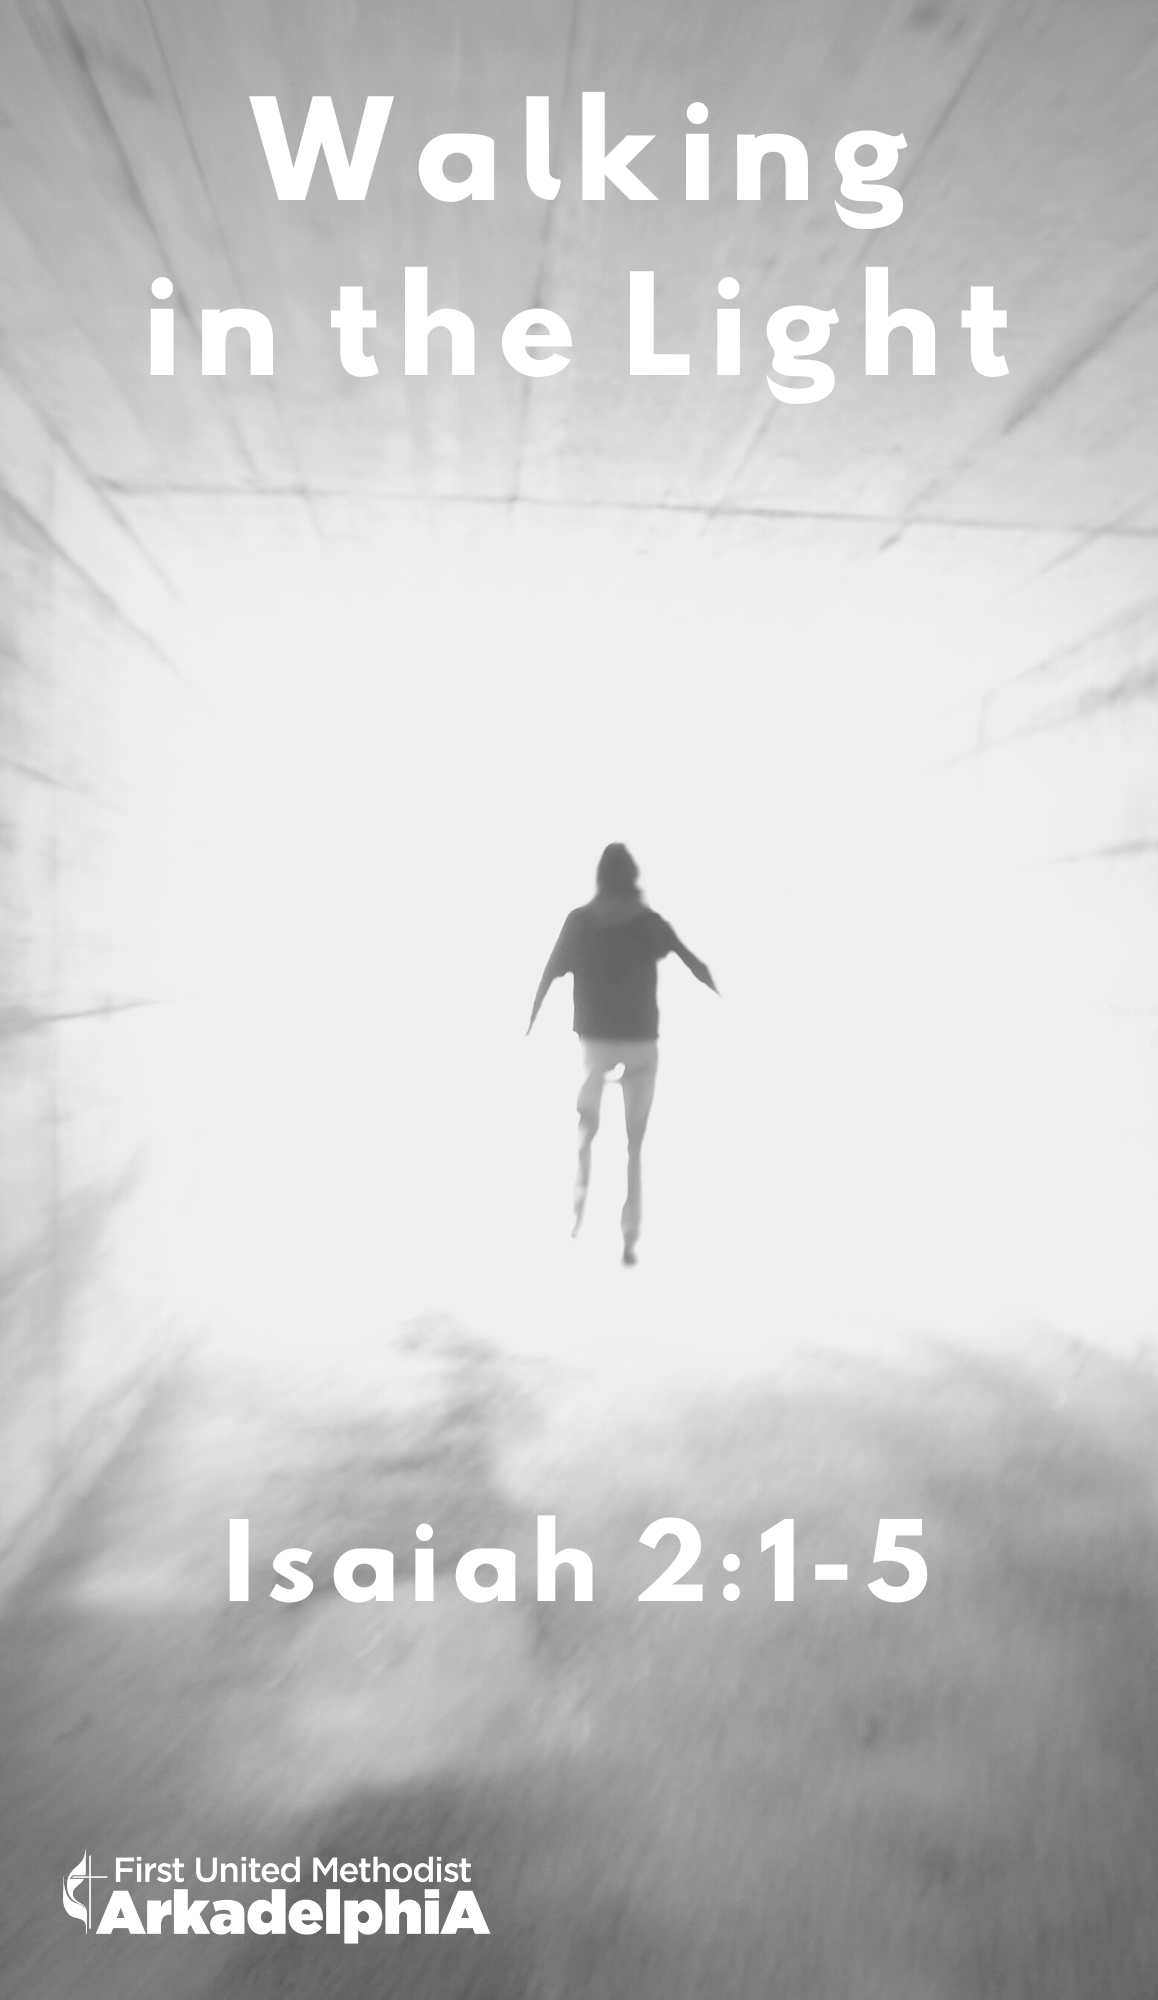 Walking
in the Light
Isaiah 2:1-5
First United Methodist
ArkadelphiA